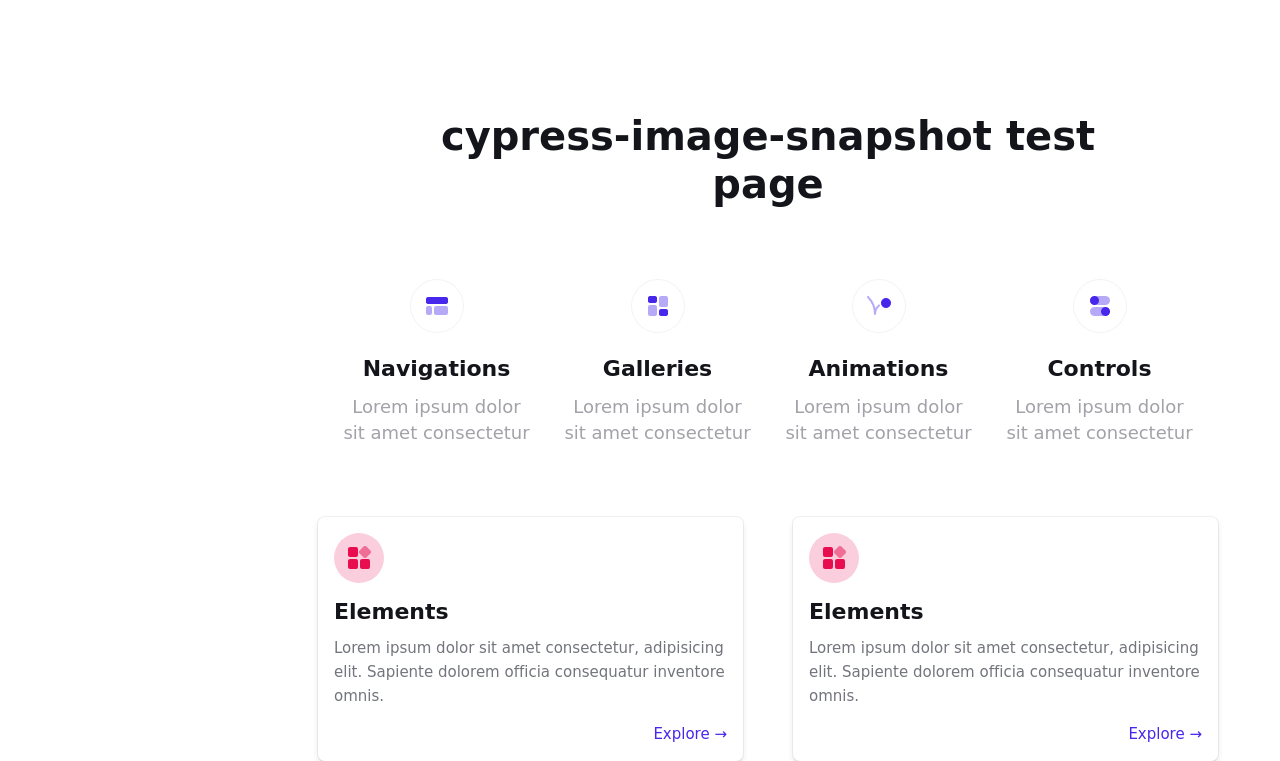 cypress-image-snapshot test
page
Navigations
Lorem ipsum dolor
sit amet consectetur
Galleries
Lorem ipsum dolor
sit amet consectetur
Animations
Lorem ipsum dolor
sit amet consectetur
Controls
Lorem ipsum dolor
sit amet consectetur
Elements
Lorem ipsum dolor sit amet consectetur, adipisicing
elit. Sapiente dolorem officia consequatur inventore
omnis.
Explore →
Elements
Lorem ipsum dolor sit amet consectetur, adipisicing
elit. Sapiente dolorem officia consequatur inventore
omnis.
Explore →